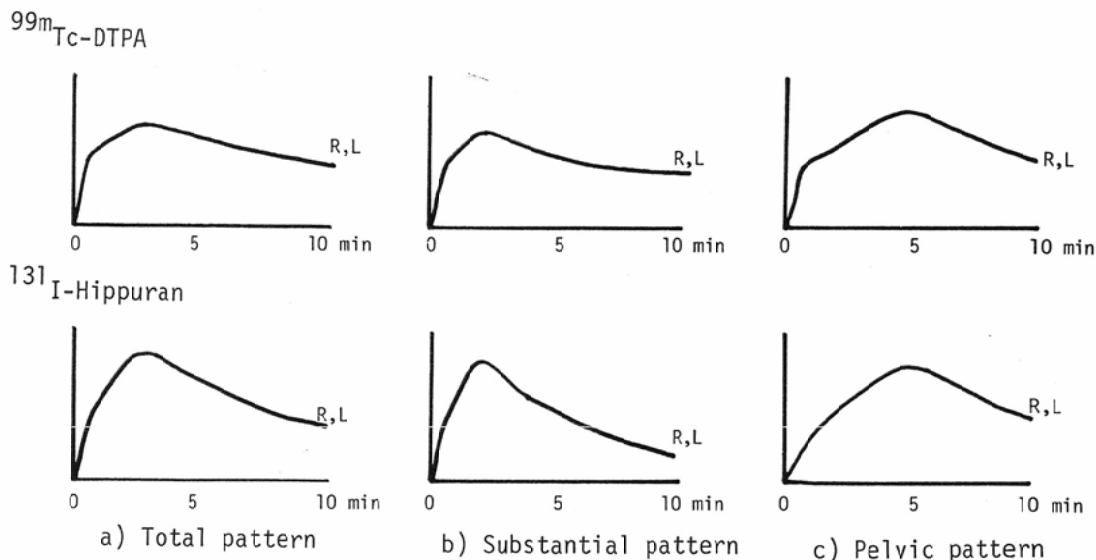 99mTc-DTPA
R,L
R,L
R,L
0 5 10 min
0 5 10 min
0 5 10 min
131I-Hippuran
R,L
R,L
R,L
0 5 10 min
0 5 10 min
0 5 10 min
a) Total pattern
b) Substantial pattern
c) Pelvic pattern